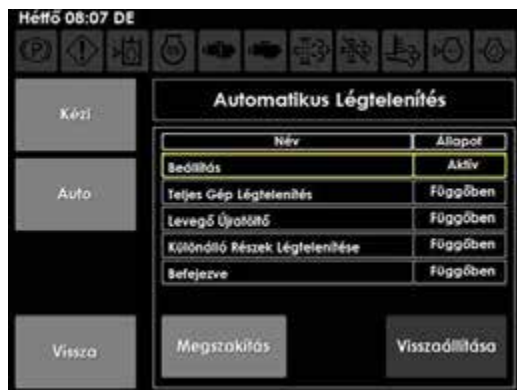 Hétfő 08:07 DE
Automatikus Légtelenítés
Kézi
Név Állapot
Beállítás Aktív
Auto
Teljes Gép Légtelenítés Függőben
Levegő Újratöltő Függőben
Különálló Részek Légtelenítése Függőben
Befejezve Függőben
Vissza
Megszakítás
Visszaállítása